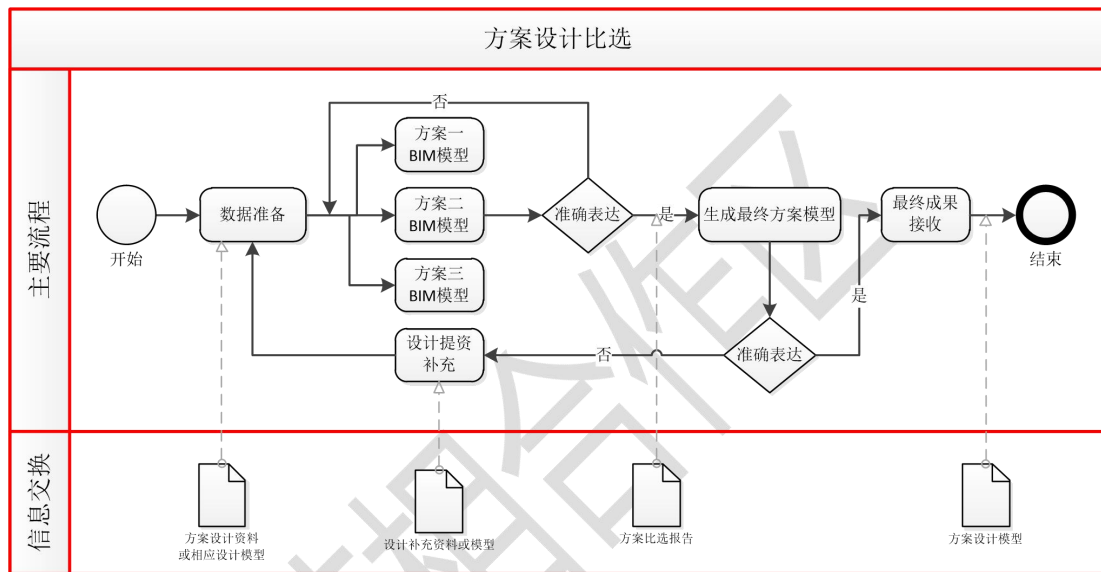 方案设计比选
主要流程
否
方案一
BIM模型
开始
数据准备
方案二
BIM模型
准确表达
是
生成最终方案模型
最终成果
接收
结束
方案三
BIM模型
是
设计提资
补充
否
准确表达
信息交换
方案设计资料
或相应设计模型
设计补充资料或模型
方案比选报告
方案设计模型
相合作区